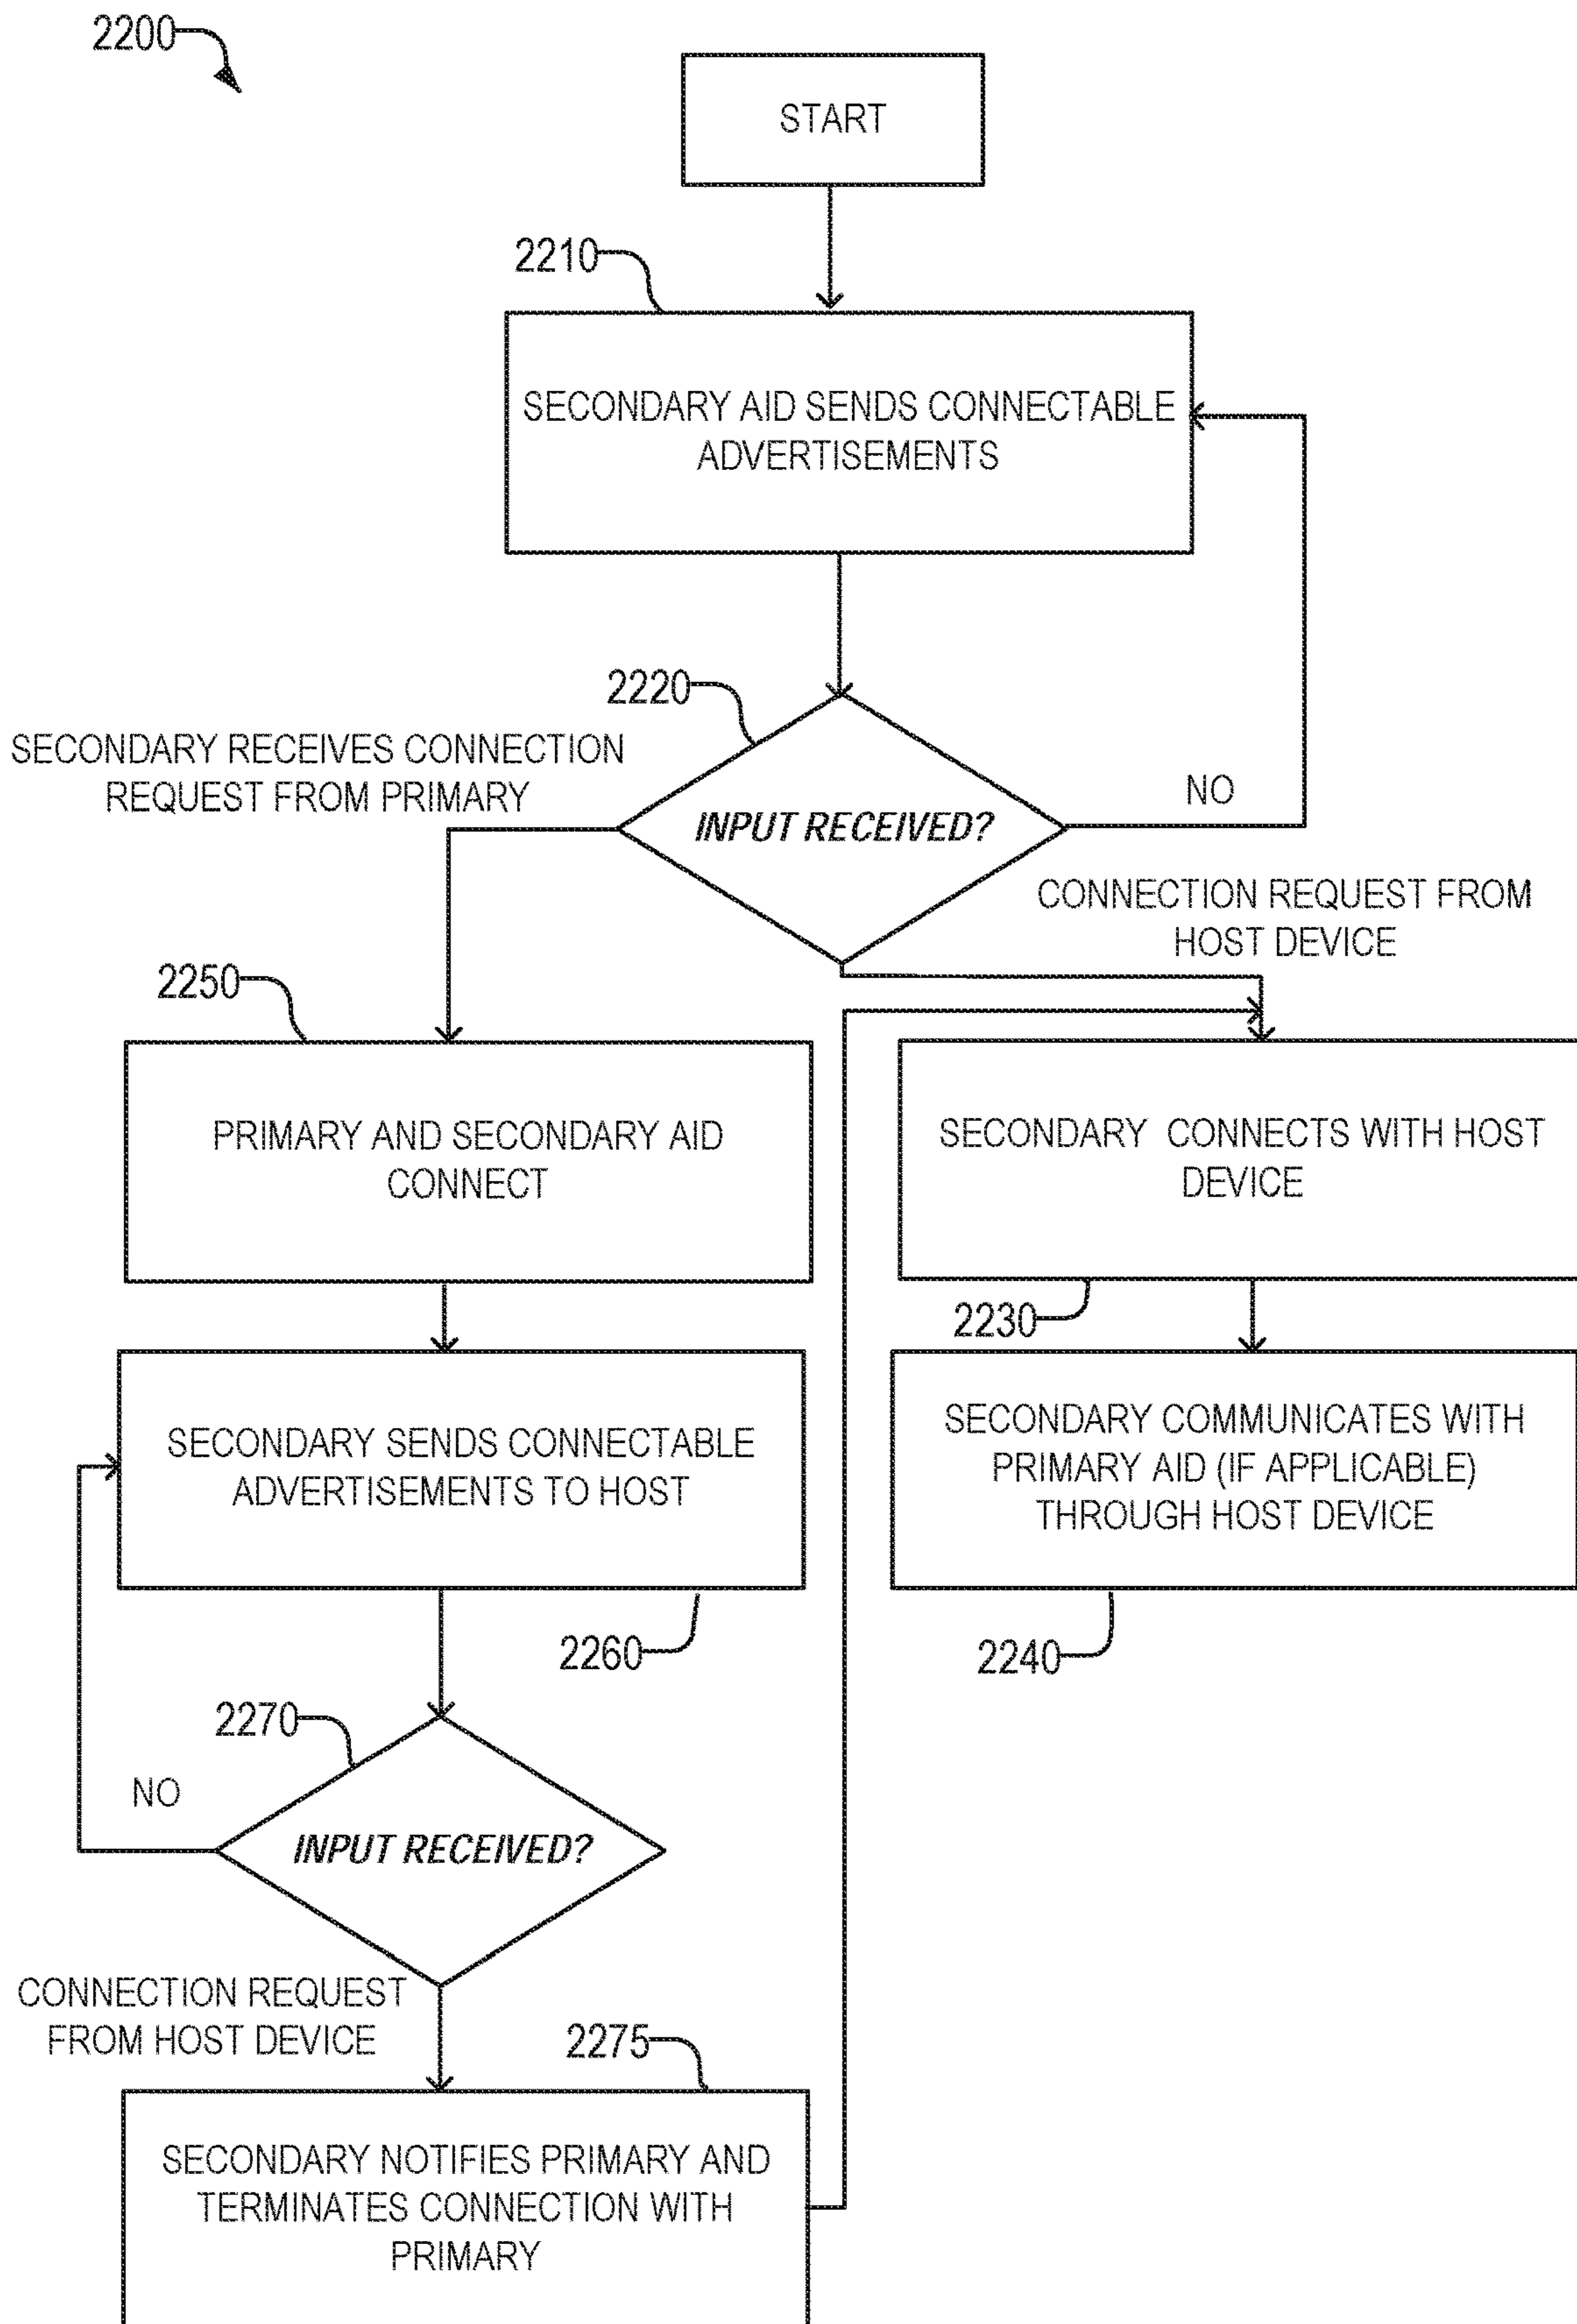 2200
START
2210
SECONDARY AID SENDS CONNECTABLE
ADVERTISEMENTS
2220
SECONDARY RECEIVES CONNECTION
REQUEST FROM PRIMARY
INPUT RECEIVED?
NO
CONNECTION REQUEST FROM
HOST DEVICE
2250
PRIMARY AND SECONDARY AID
CONNECT
SECONDARY CONNECTS WITH HOST
DEVICE
2230
SECONDARY SENDS CONNECTABLE
ADVERTISEMENTS TO HOST
2260
SECONDARY COMMUNICATES WITH
PRIMARY AID (IF APPLICABLE)
THROUGH HOST DEVICE
2240
2270
NO
INPUT RECEIVED?
CONNECTION REQUEST
FROM HOST DEVICE
2275
SECONDARY NOTIFIES PRIMARY AND
TERMINATES CONNECTION WITH
PRIMARY